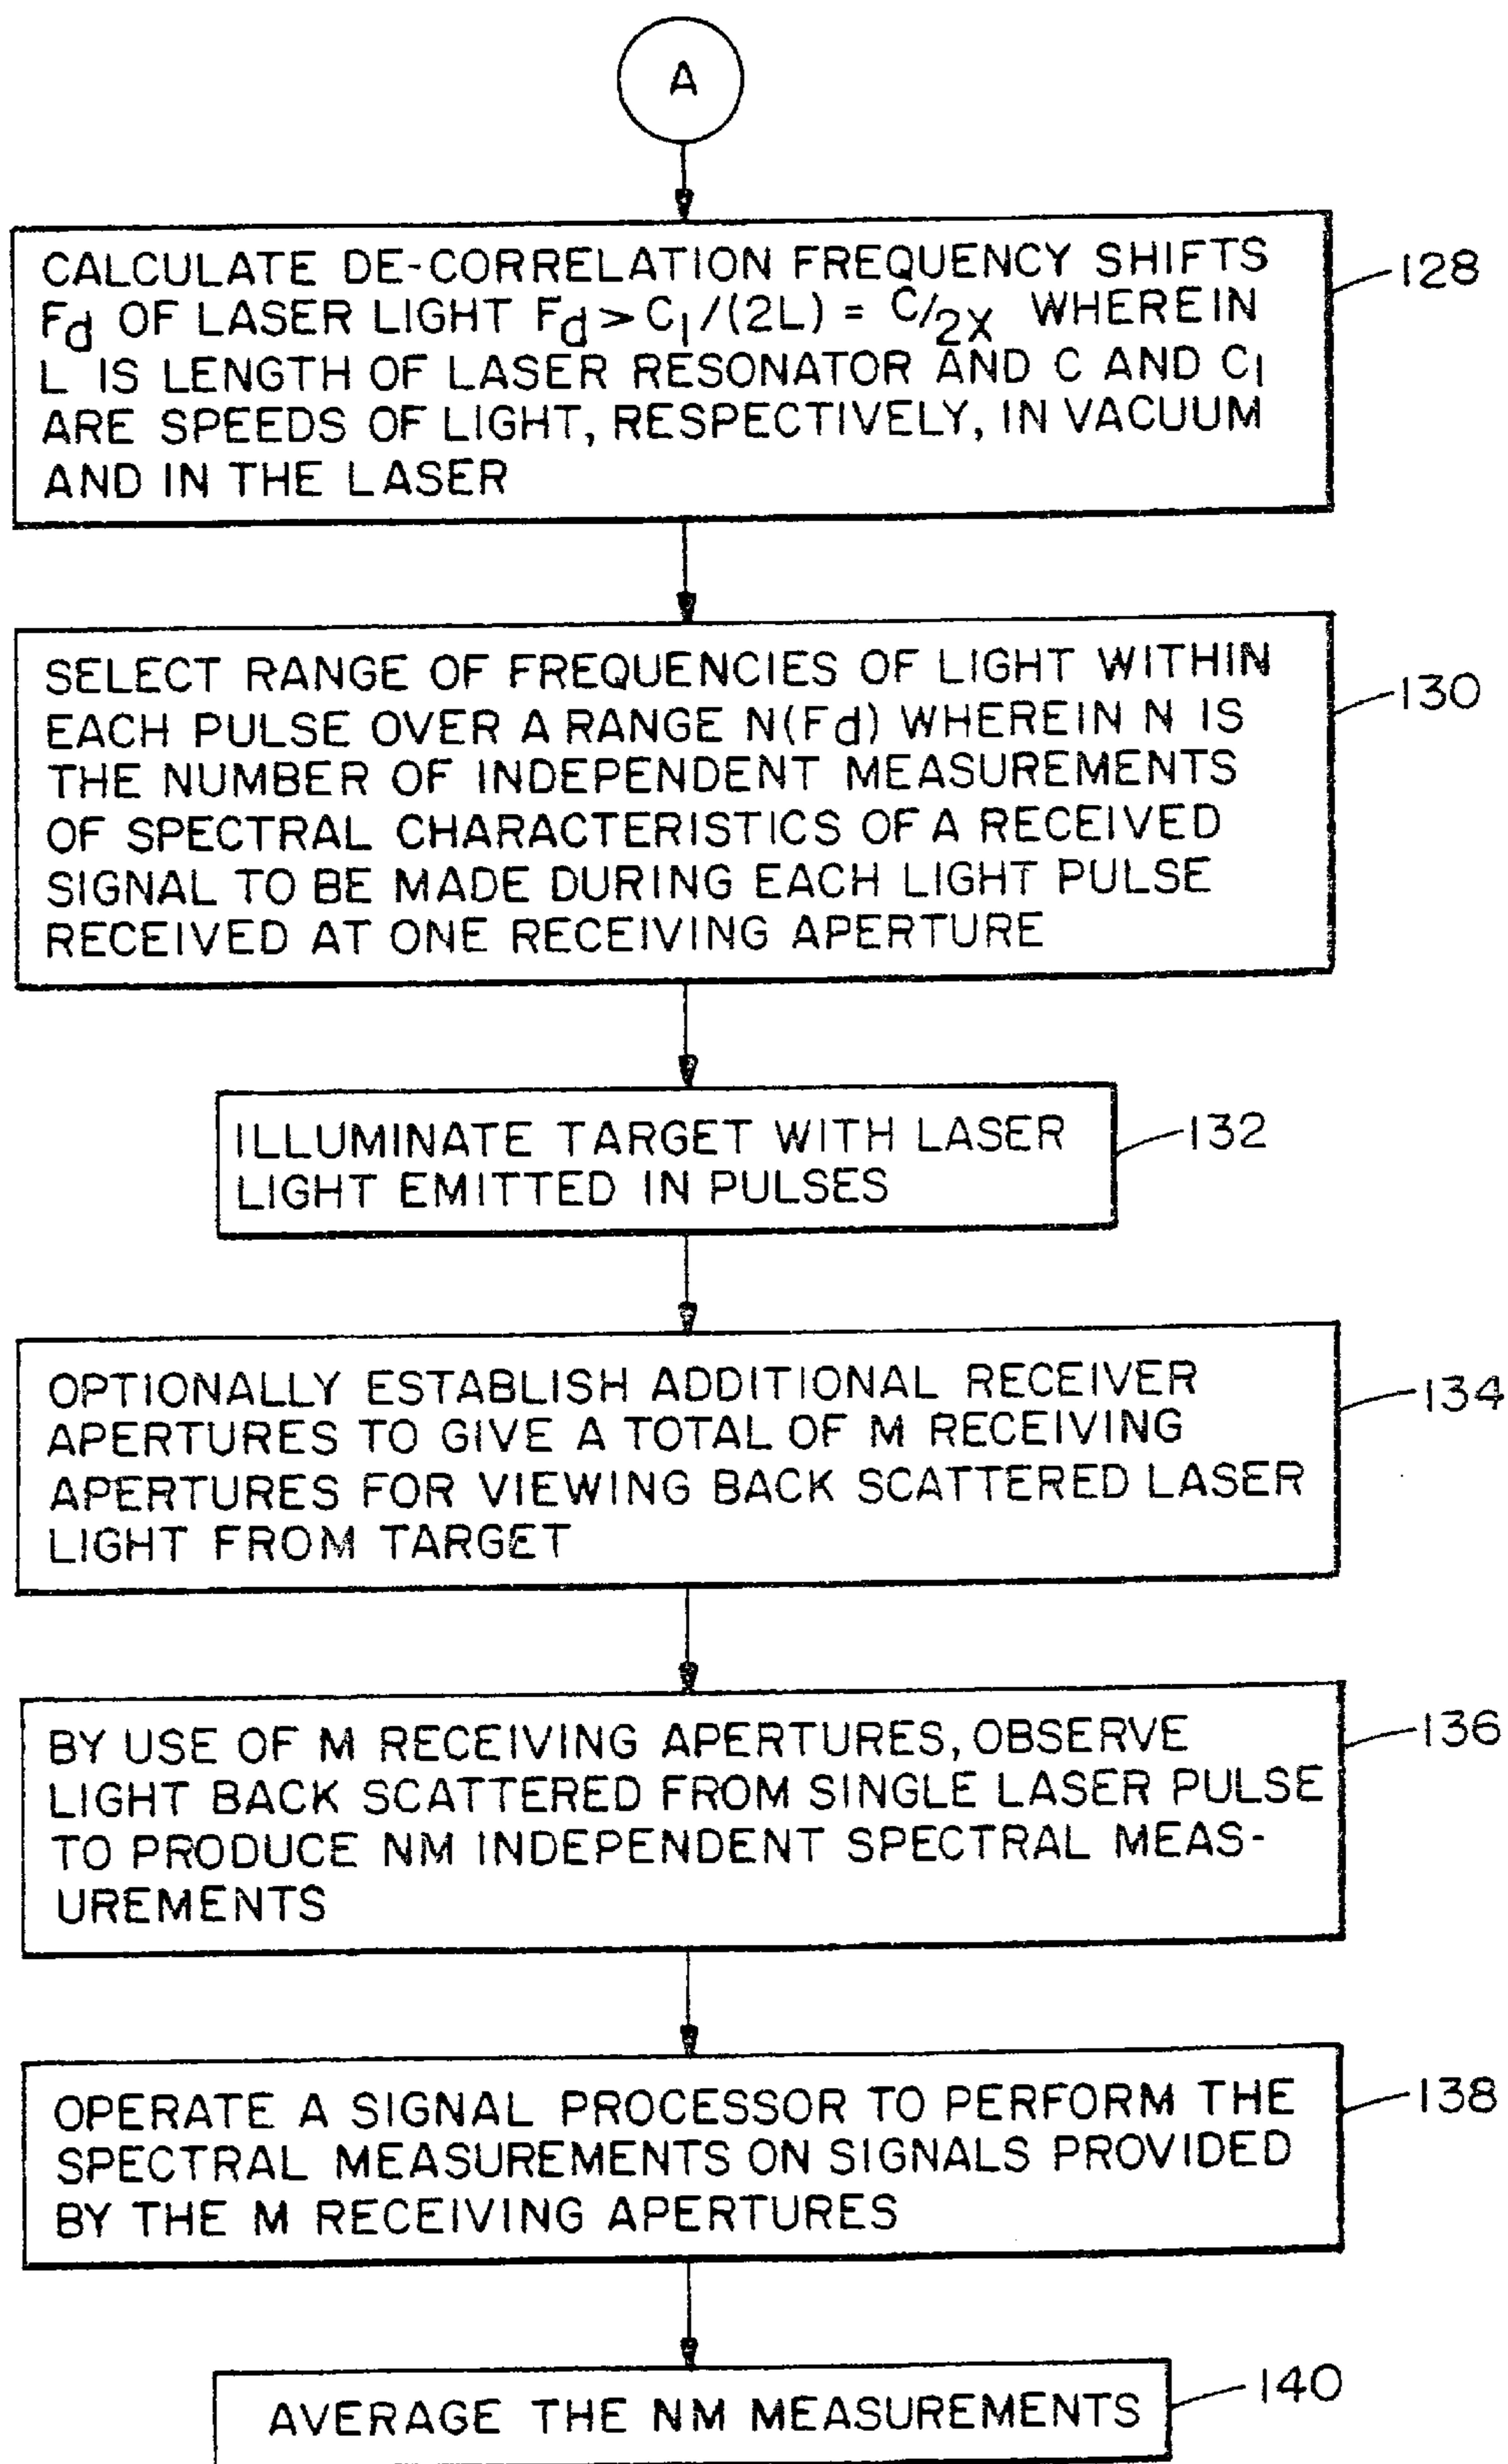 A
CALCULATE DE-CORRELATION FREQUENCY SHIFTS
Fd OF LASER LIGHT Fd > C1/(2L) = C/2X WHEREIN
L IS LENGTH OF LASER RESONATOR AND C AND C1
ARE SPEEDS OF LIGHT, RESPECTIVELY, IN VACUUM
AND IN THE LASER
128
SELECT RANGE OF FREQUENCIES OF LIGHT WITHIN
EACH PULSE OVER A RANGE N(Fd) WHEREIN N IS
THE NUMBER OF INDEPENDENT MEASUREMENTS
OF SPECTRAL CHARACTERISTICS OF A RECEIVED
SIGNAL TO BE MADE DURING EACH LIGHT PULSE
RECEIVED AT ONE RECEIVING APERTURE
130
ILLUMINATE TARGET WITH LASER
LIGHT EMITTED IN PULSES
132
OPTIONALLY ESTABLISH ADDITIONAL RECEIVER
APERTURES TO GIVE A TOTAL OF M RECEIVING
APERTURES FOR VIEWING BACK SCATTERED LASER
LIGHT FROM TARGET
134
BY USE OF M RECEIVING APERTURES, OBSERVE
LIGHT BACK SCATTERED FROM SINGLE LASER PULSE
TO PRODUCE NM INDEPENDENT SPECTRAL MEAS-
UREMENTS
136
OPERATE A SIGNAL PROCESSOR TO PERFORM THE
SPECTRAL MEASUREMENTS ON SIGNALS PROVIDED
BY THE M RECEIVING APERTURES
138
AVERAGE THE NM MEASUREMENTS
140